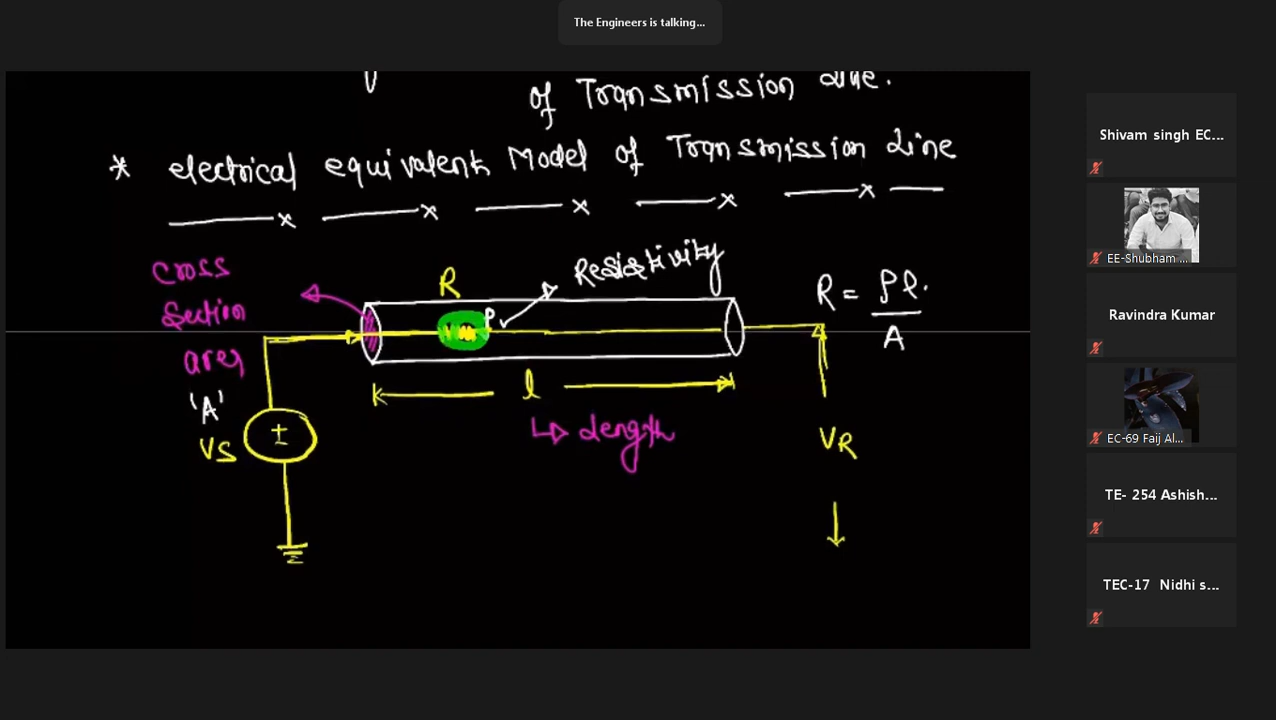 The Engineers is talking...
of Transmission Line.
* electrical equivalent Model of Transmission Line
Cross
Section
area
'A'
VS
±
R
ρ
Resistivity
l
↳ Length
R = ρl.
A
VR
Shivam singh EC...
EE-Shubham ...
Ravindra Kumar
EC-69 Faij Al...
TE- 254 Ashish...
TEC-17 Nidhi s...